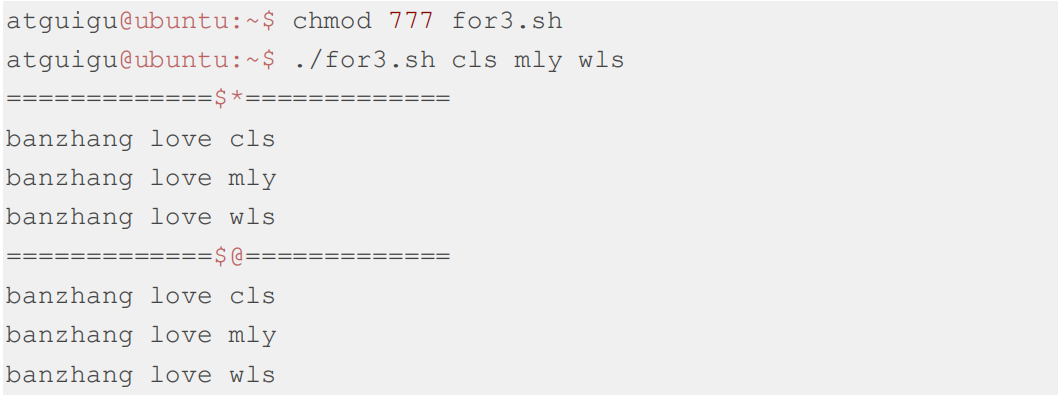 atguigu@ubuntu:~$ chmod 777 for3.sh
atguigu@ubuntu:~$ ./for3.sh cls mly wls
=============$*=============
banzhang love cls
banzhang love mly
banzhang love wls
=============$@=============
banzhang love cls
banzhang love mly
banzhang love wls